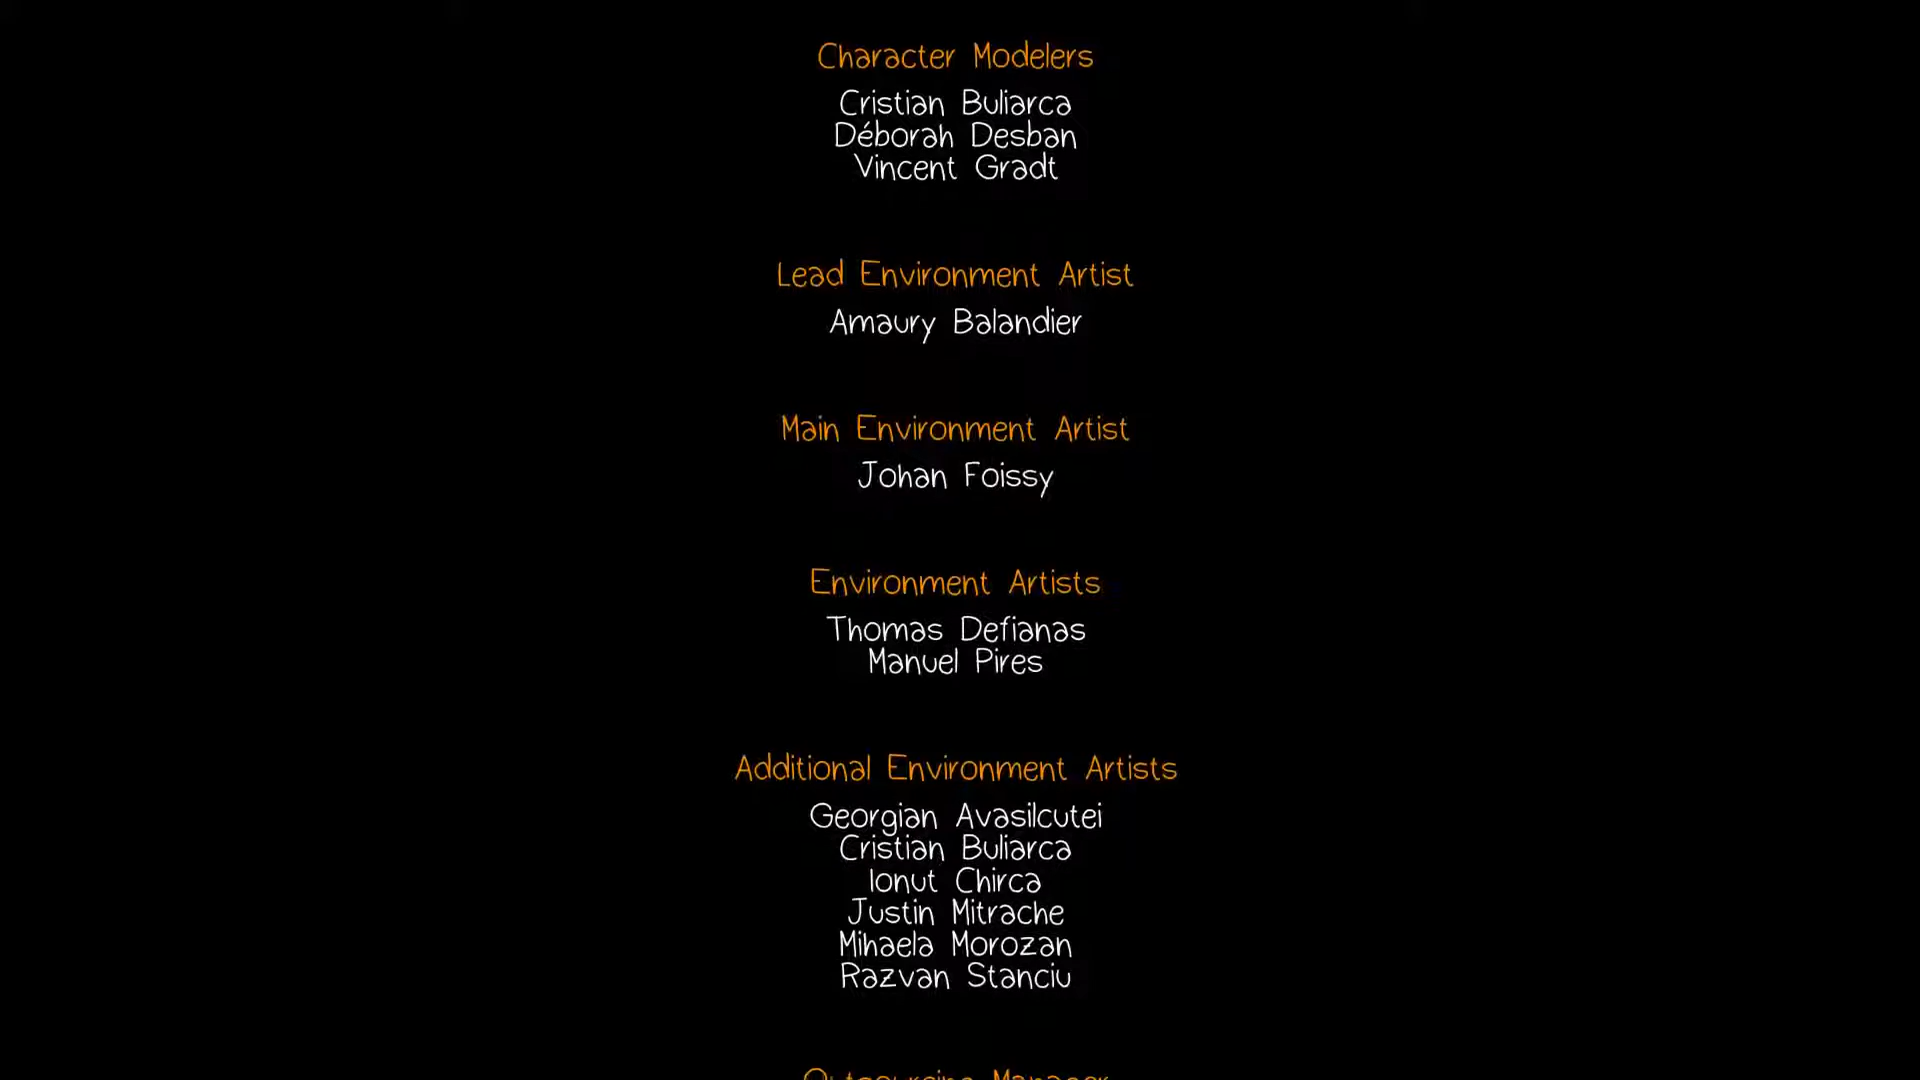 Character Modelers
Cristian Buliarca
Déborah Desban
Vincent Gradt
Lead Environment Artist
Amaury Balandier
Main Environment Artist
Johan Foissy
Environment Artists
Thomas Defianas
Manuel Pires
Additional Environment Artists
Georgian Avasilcutei
Cristian Buliarca
Ionut Chirca
Justin Mitrache
Mihaela Morozan
Razvan Stanciu
Outsourcing Manager